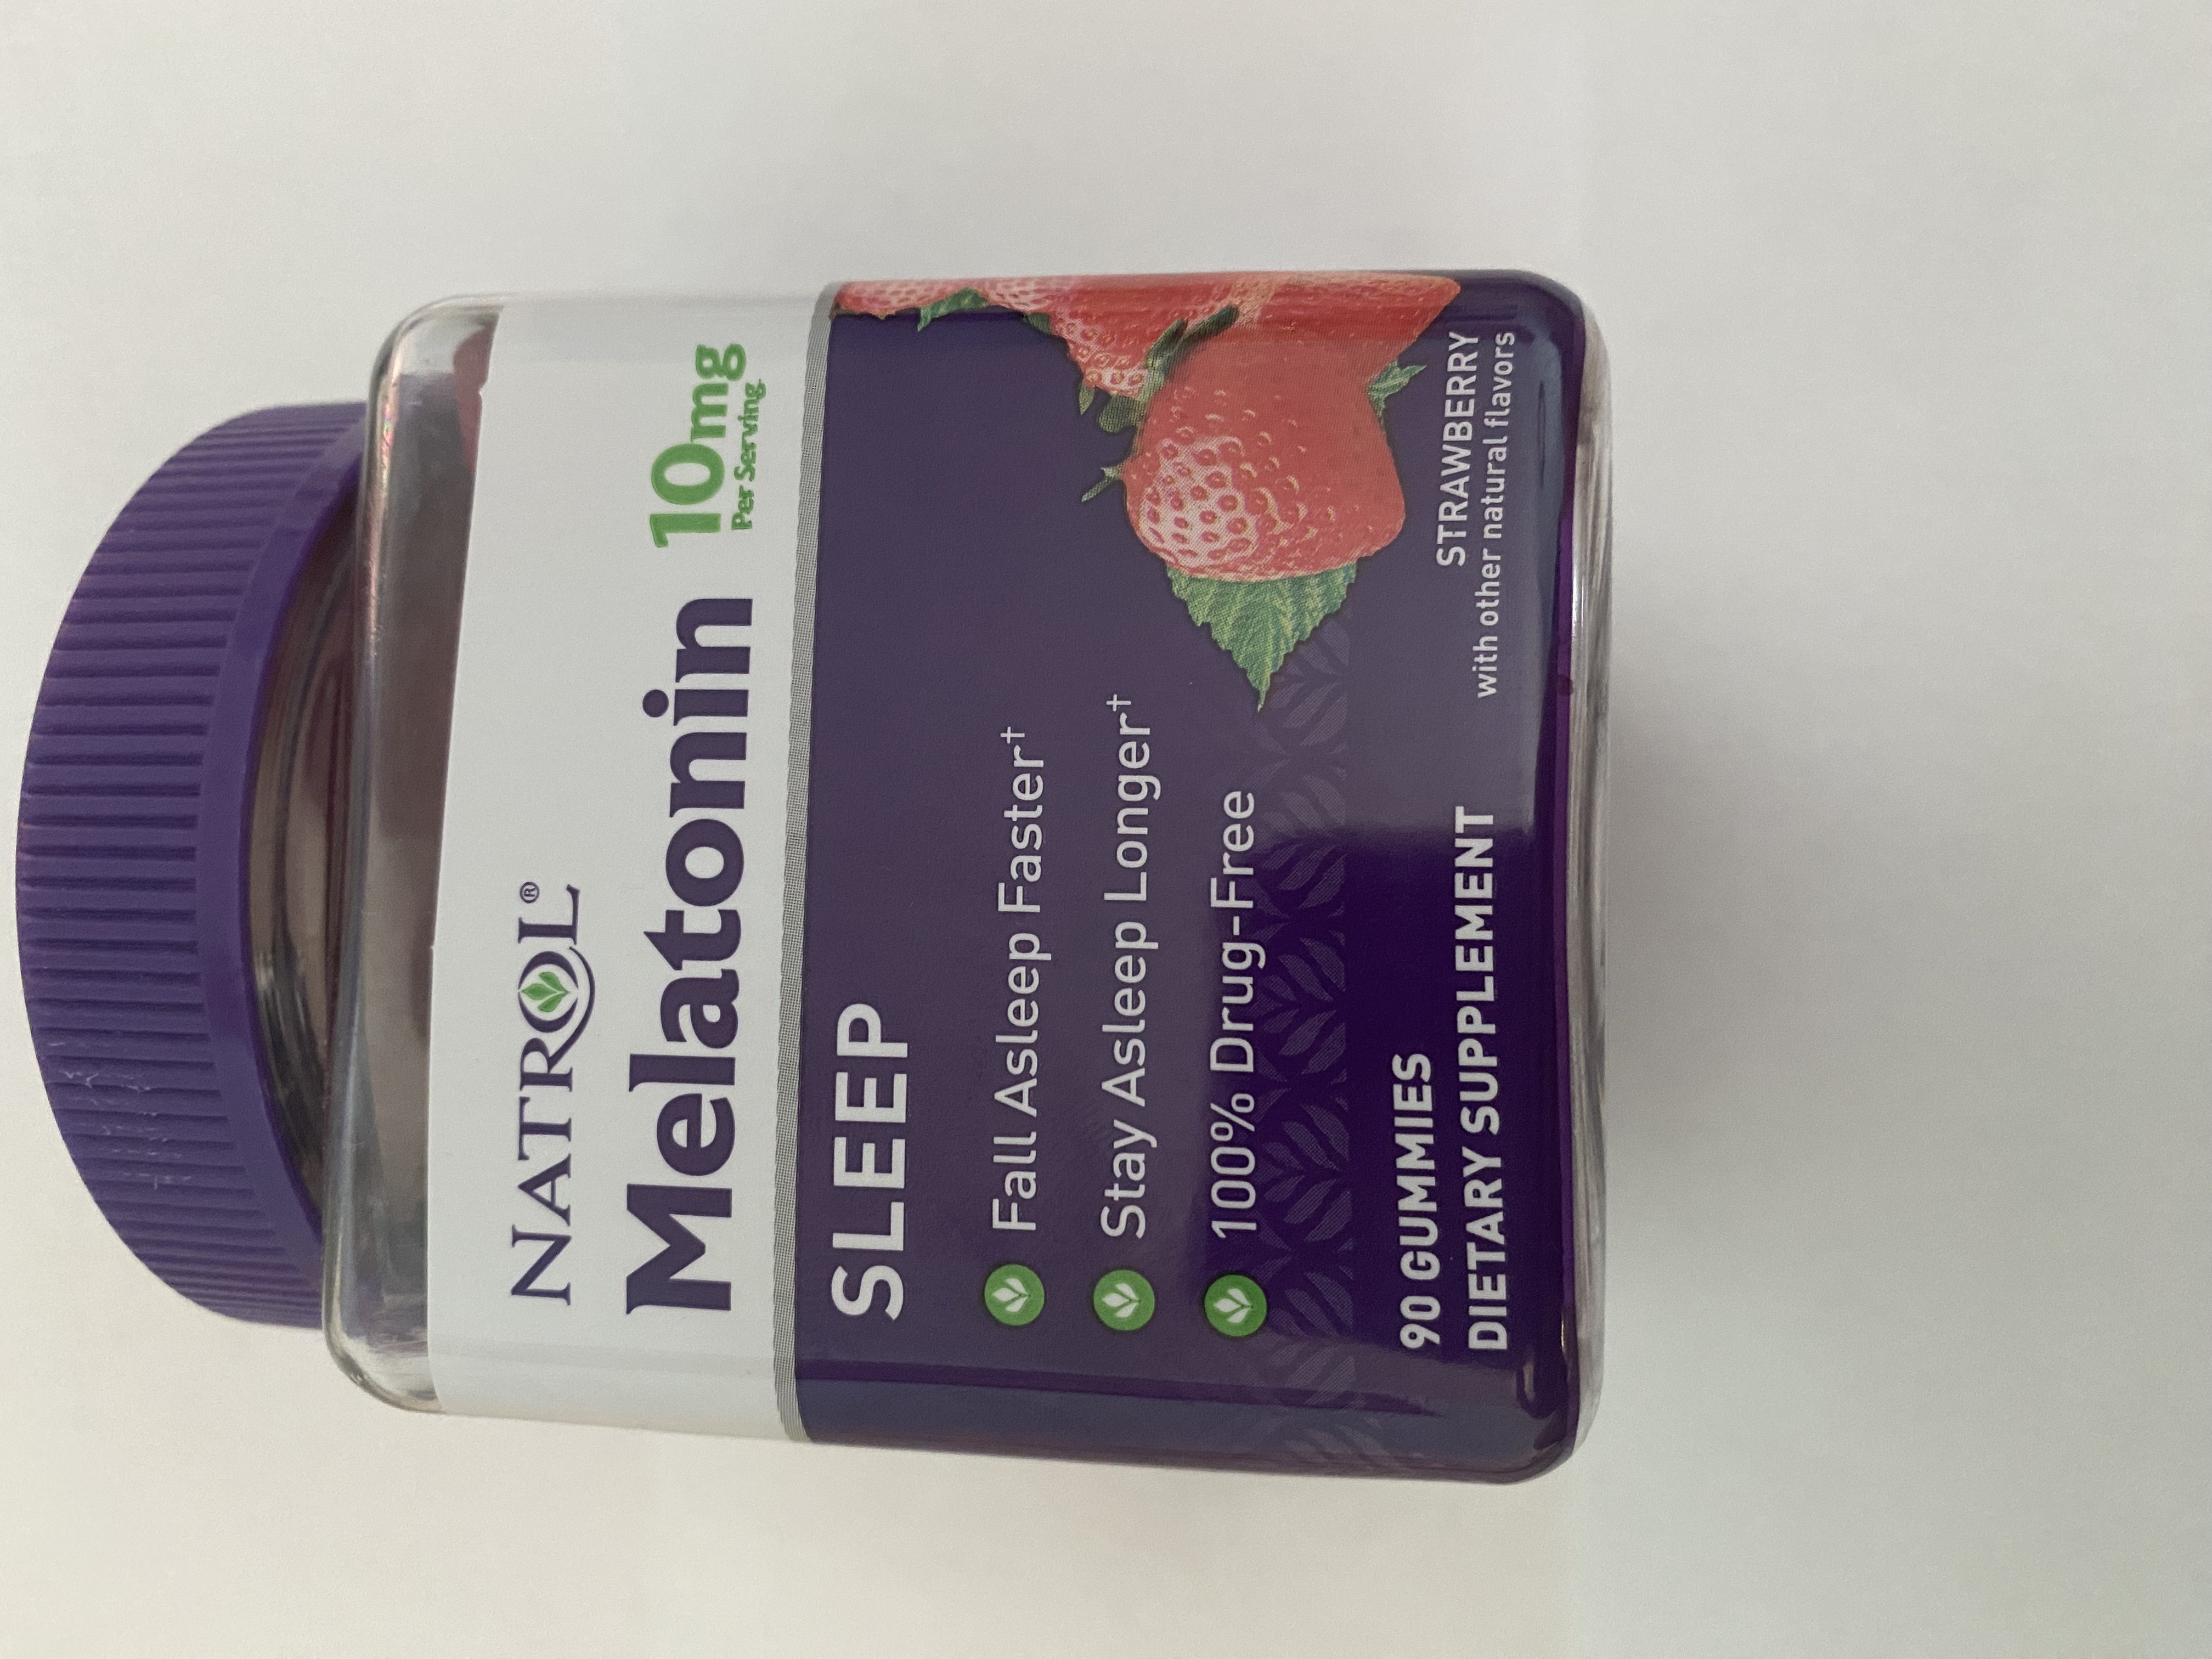 NATROL®
Melatonin 10mg
Per Serving
SLEEP
Fall Asleep Faster†
Stay Asleep Longer†
100% Drug-Free
90 GUMMIES
DIETARY SUPPLEMENT
STRAWBERRY
with other natural flavors